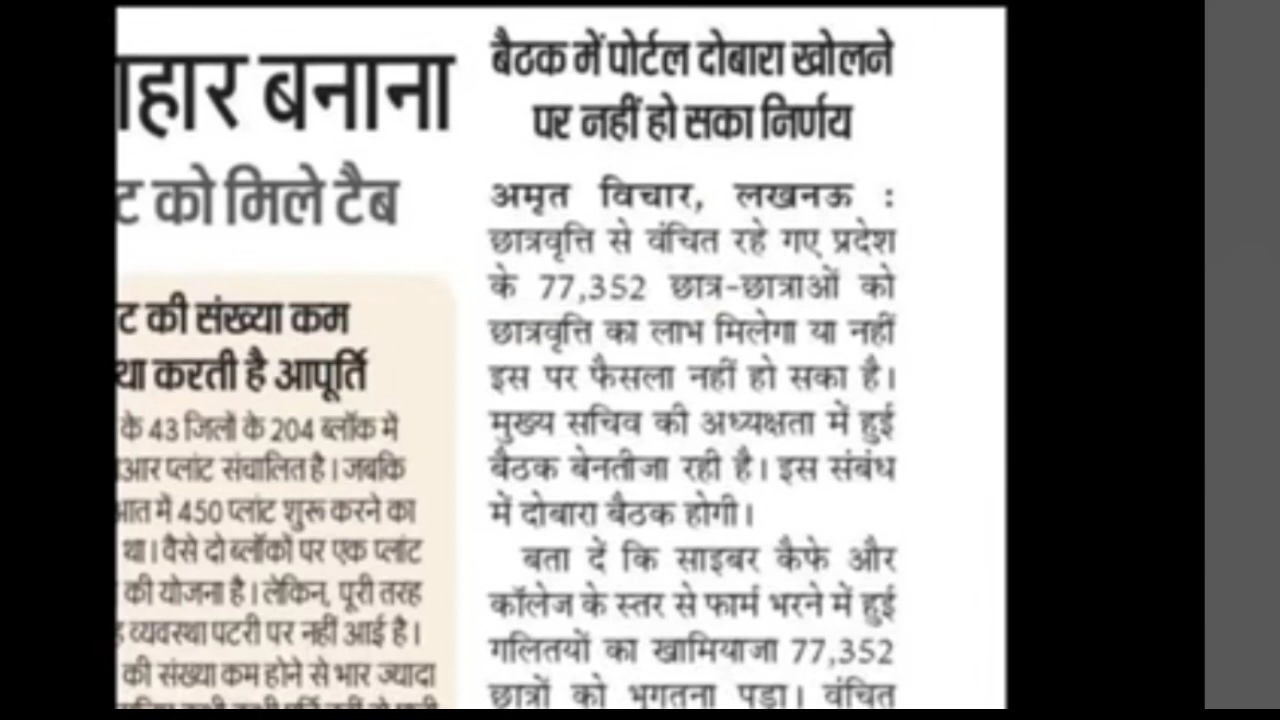 हार बनाना
ट को मिले टैब
ट की संख्या कम
था करती है आपूर्ति
के 43 जिलों के 204 ब्लॉक में
आर प्लांट संचालित है। जबकि
में 450 प्लांट शुरू करने का
था। वैसे दो ब्लॉकों पर एक प्लांट
की योजना है। लेकिन, पूरी तरह
व्यवस्था पटरी पर नहीं आई है।
की संख्या कम होने से भार ज्यादा
बैठक में पोर्टल दोबारा खोलने
पर नहीं हो सका निर्णय
अमृत विचार, लखनऊ :
छात्रवृत्ति से वंचित रहे गए प्रदेश
के 77,352 छात्र-छात्राओं को
छात्रवृत्ति का लाभ मिलेगा या नहीं
इस पर फैसला नहीं हो सका है।
मुख्य सचिव की अध्यक्षता में हुई
बैठक बेनतीजा रही है। इस संबंध
में दोबारा बैठक होगी।
बता दें कि साइबर कैफे और
कॉलेज के स्तर से फार्म भरने में हुई
गलितयों का खामियाजा 77,352
छात्रों को भुगतना पड़ा। वंचित